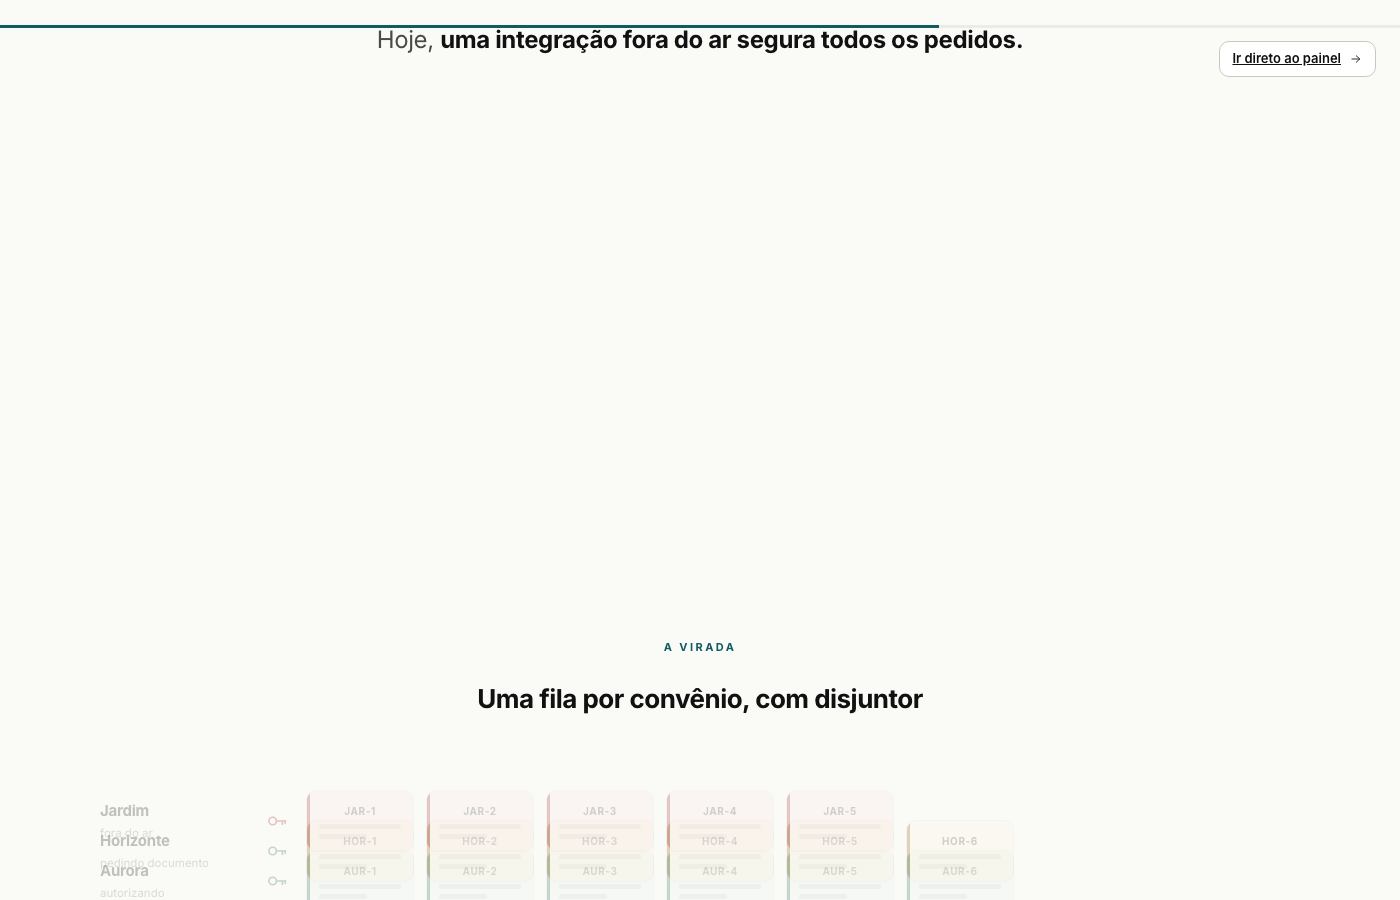 Hoje, uma integração fora do ar segura todos os pedidos.
Ir direto ao painel →
A VIRADA
Uma fila por convênio, com disjuntor
Jardim
fora do ar
JAR-1 JAR-2 JAR-3 JAR-4 JAR-5
Horizonte
pedindo documento
HOR-1 HOR-2 HOR-3 HOR-4 HOR-5 HOR-6
Aurora
autorizando
AUR-1 AUR-2 AUR-3 AUR-4 AUR-5 AUR-6